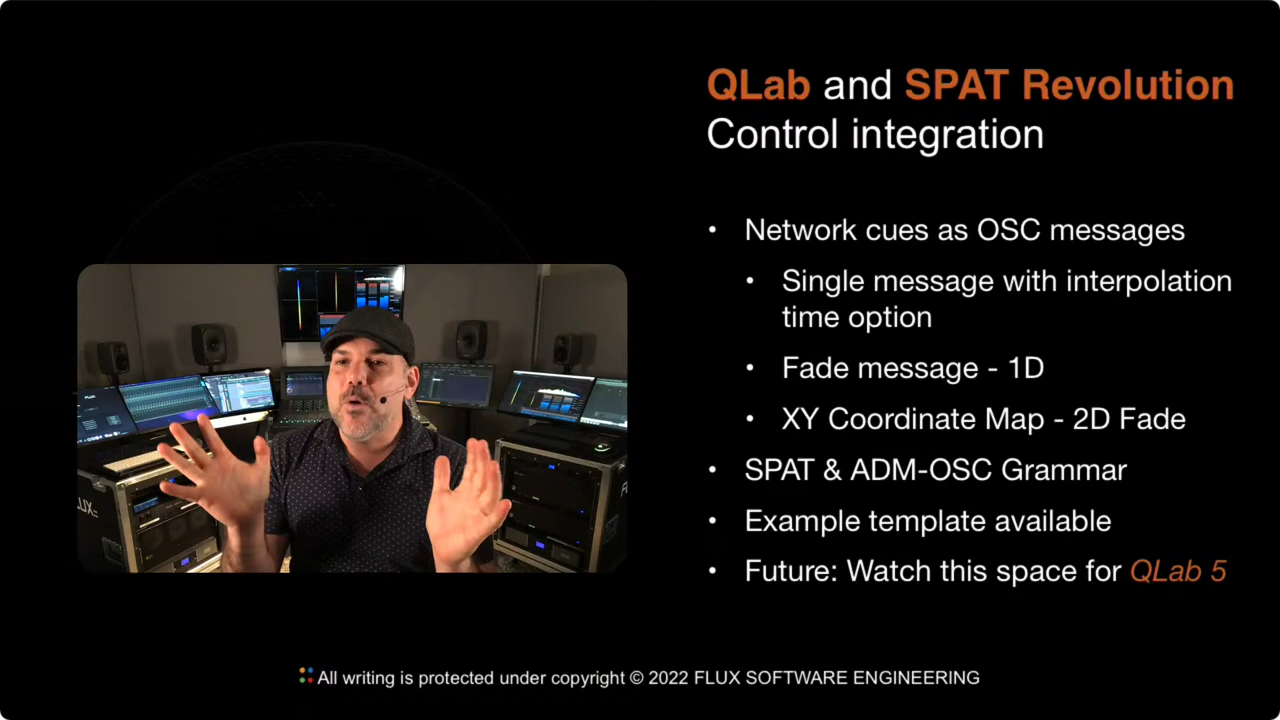 QLab and SPAT Revolution
Control integration
• Network cues as OSC messages
• Single message with interpolation
time option
• Fade message - 1D
• XY Coordinate Map - 2D Fade
• SPAT & ADM-OSC Grammar
• Example template available
• Future: Watch this space for QLab 5
All writing is protected under copyright © 2022 FLUX SOFTWARE ENGINEERING